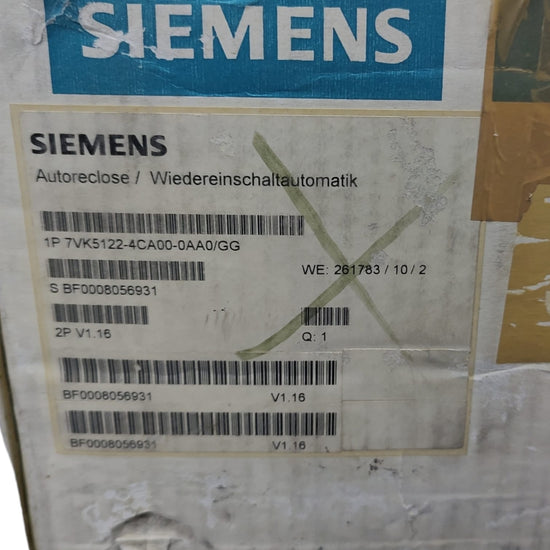 SIEMENS
SIEMENS
Autoreclose / Wiedereinschaltautomatik
1P 7VK5122-4CA00-0AA0/GG
WE: 261783 / 10 / 2
S BF0008056931
2P V1.16
Q: 1
BF0008056931 V1.16
BF0008056931 V1.16